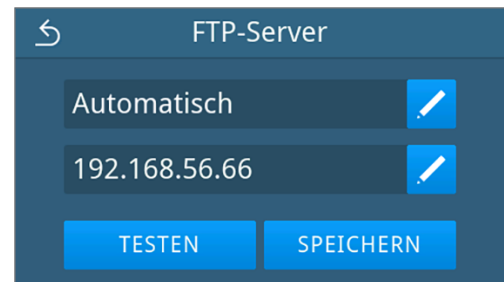 FTP-Server
Automatisch
192.168.56.66
TESTEN SPEICHERN